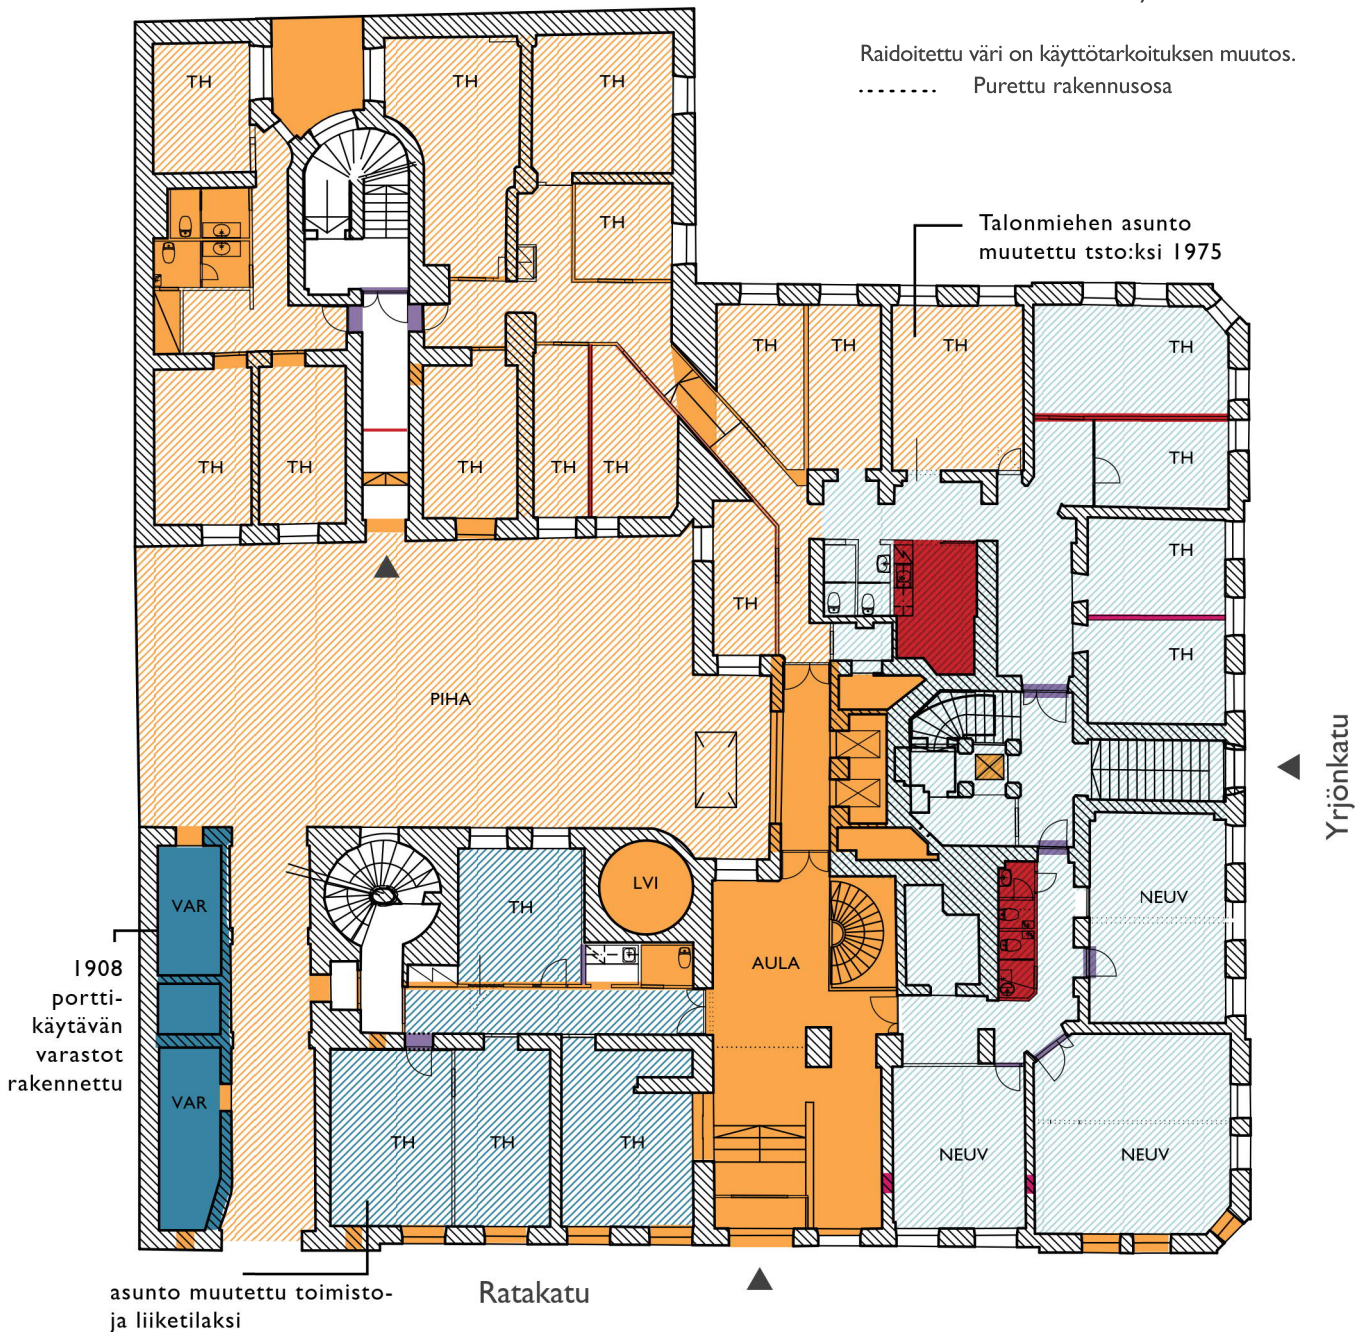 Raidoitettu väri on käyttötarkoituksen muutos.
Purettu rakennusosa
TH
TH
TH
TH
Talonmiehen asunto
muutettu tsto:ksi 1975
TH
TH
TH
TH
TH
TH
TH
TH
TH
TH
TH
TH
TH
PIHA
Yrjönkatu
VAR
TH
LVI
NEUV
AULA
1908
portti-
käytävän
varastot
rakennettu
VAR
TH
TH
TH
NEUV
NEUV
asunto muutettu toimisto-
ja liiketilaksi
Ratakatu